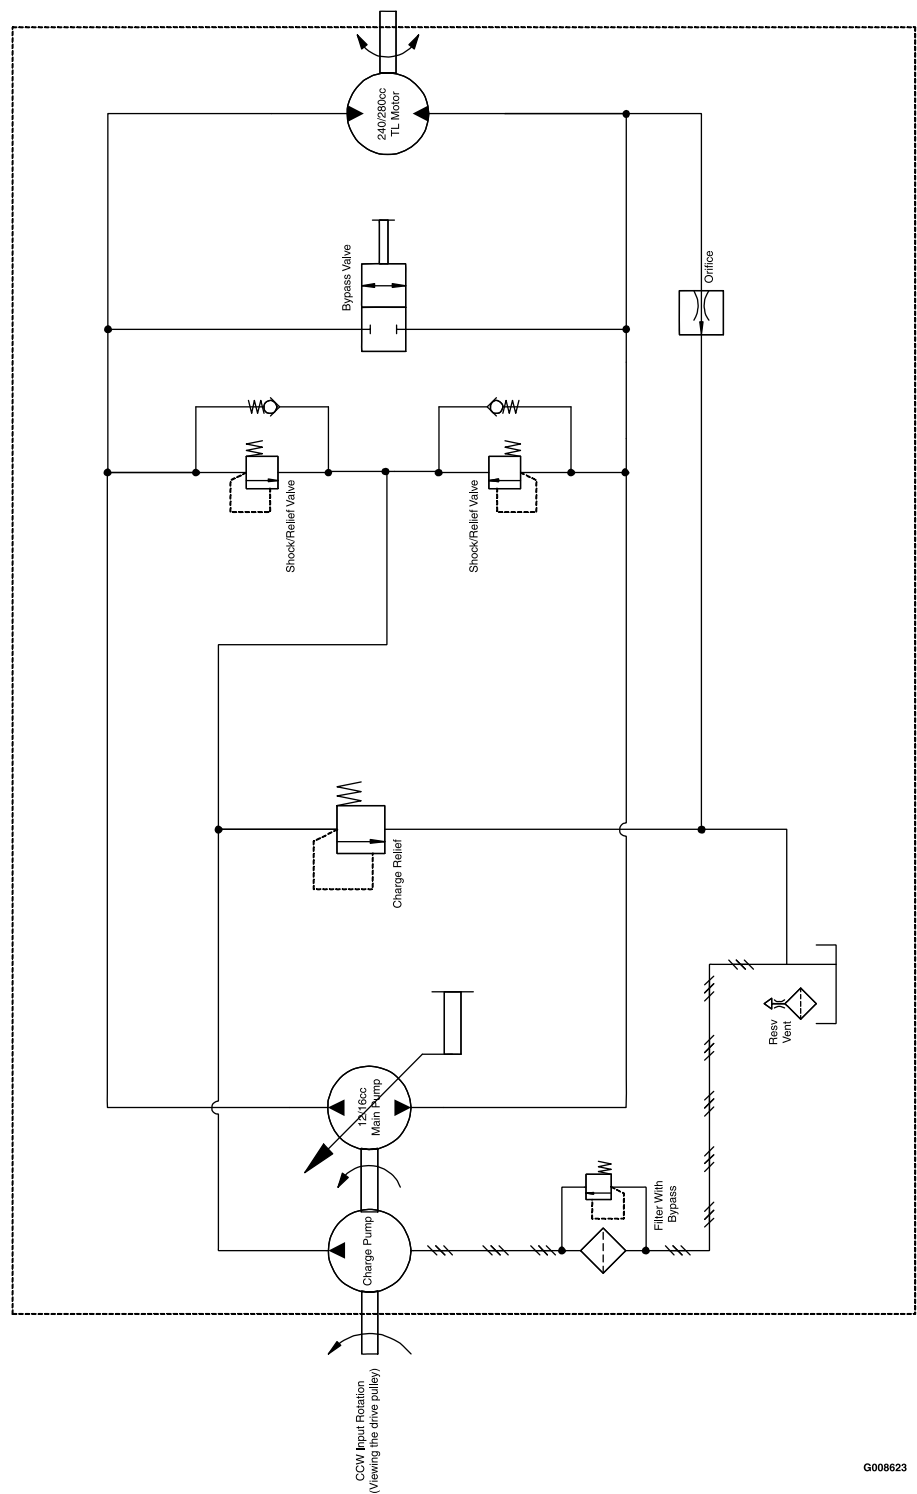 240/280cc
TL Motor
Bypass Valve
Orifice
Shock/Relief Valve
Shock/Relief Valve
Charge Relief
12/16cc
Main Pump
Resv
Vent
Charge Pump
Filter With
Bypass
CCW Input Rotation
(Viewing the drive pulley)
G008623